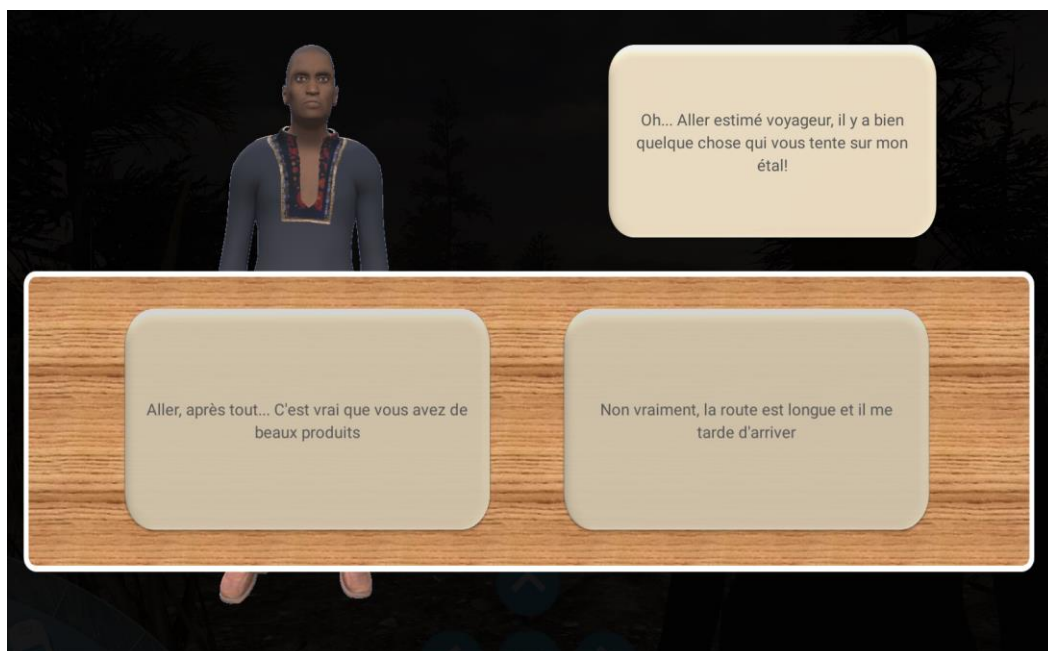 Oh... Aller estimé voyageur, il y a bien
quelque chose qui vous tente sur mon
étal!
Aller, après tout... C'est vrai que vous avez de
beaux produits
Non vraiment, la route est longue et il me
tarde d'arriver